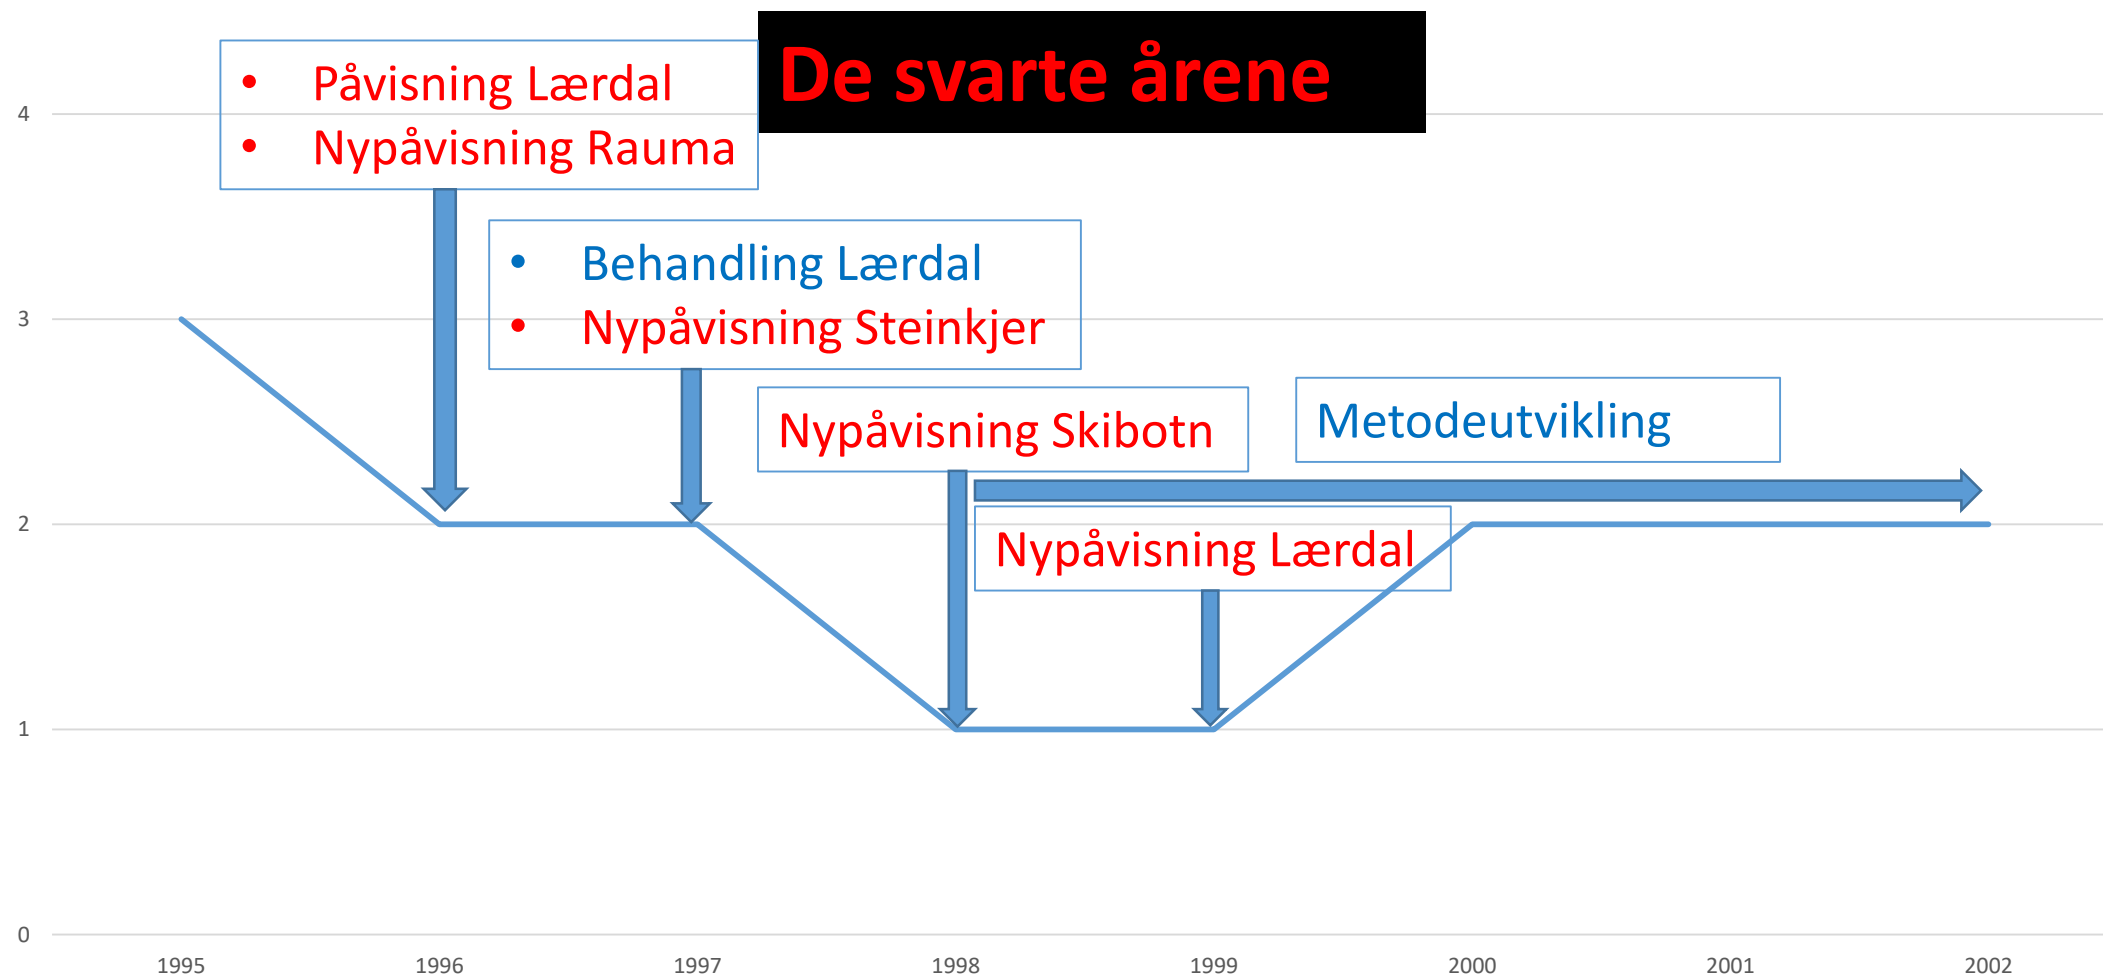 De svarte årene
• Påvisning Lærdal
• Nypåvisning Rauma
• Behandling Lærdal
• Nypåvisning Steinkjer
Nypåvisning Skibotn
Metodeutvikling
Nypåvisning Lærdal
4
3
2
1
0
1995 1996 1997 1998 1999 2000 2001 2002